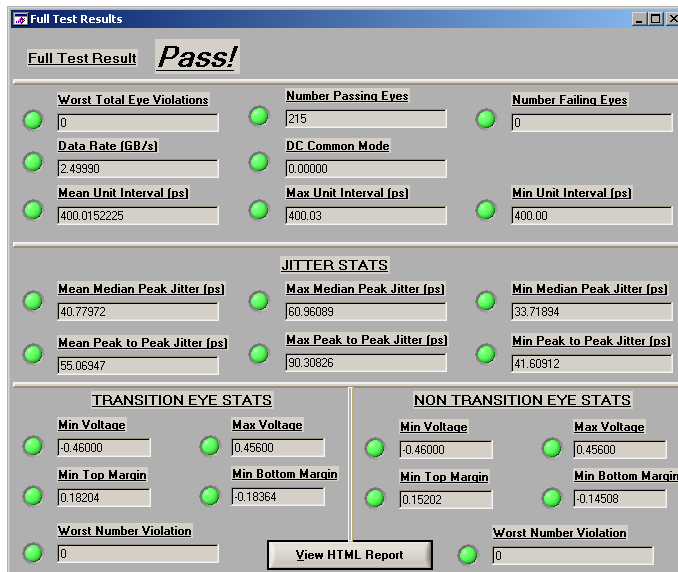 Full Test Results
Full Test Result Pass!
Worst Total Eye Violations
0
Number Passing Eyes
215
Number Failing Eyes
0
Data Rate (GB/s)
2.49990
DC Common Mode
0.00000
Mean Unit Interval (ps)
400.0152225
Max Unit Interval (ps)
400.03
Min Unit Interval (ps)
400.00
JITTER STATS
Mean Median Peak Jitter (ps)
40.77972
Max Median Peak Jitter (ps)
60.96089
Min Median Peak Jitter (ps)
33.71894
Mean Peak to Peak Jitter (ps)
55.06947
Max Peak to Peak Jitter (ps)
90.30826
Min Peak to Peak Jitter (ps)
41.60912
TRANSITION EYE STATS
Min Voltage
-0.46000
Max Voltage
0.45600
Min Top Margin
0.18204
Min Bottom Margin
-0.18364
Worst Number Violation
0
NON TRANSITION EYE STATS
Min Voltage
-0.46000
Max Voltage
0.45600
Min Top Margin
0.15202
Min Bottom Margin
-0.14508
Worst Number Violation
0
View HTML Report